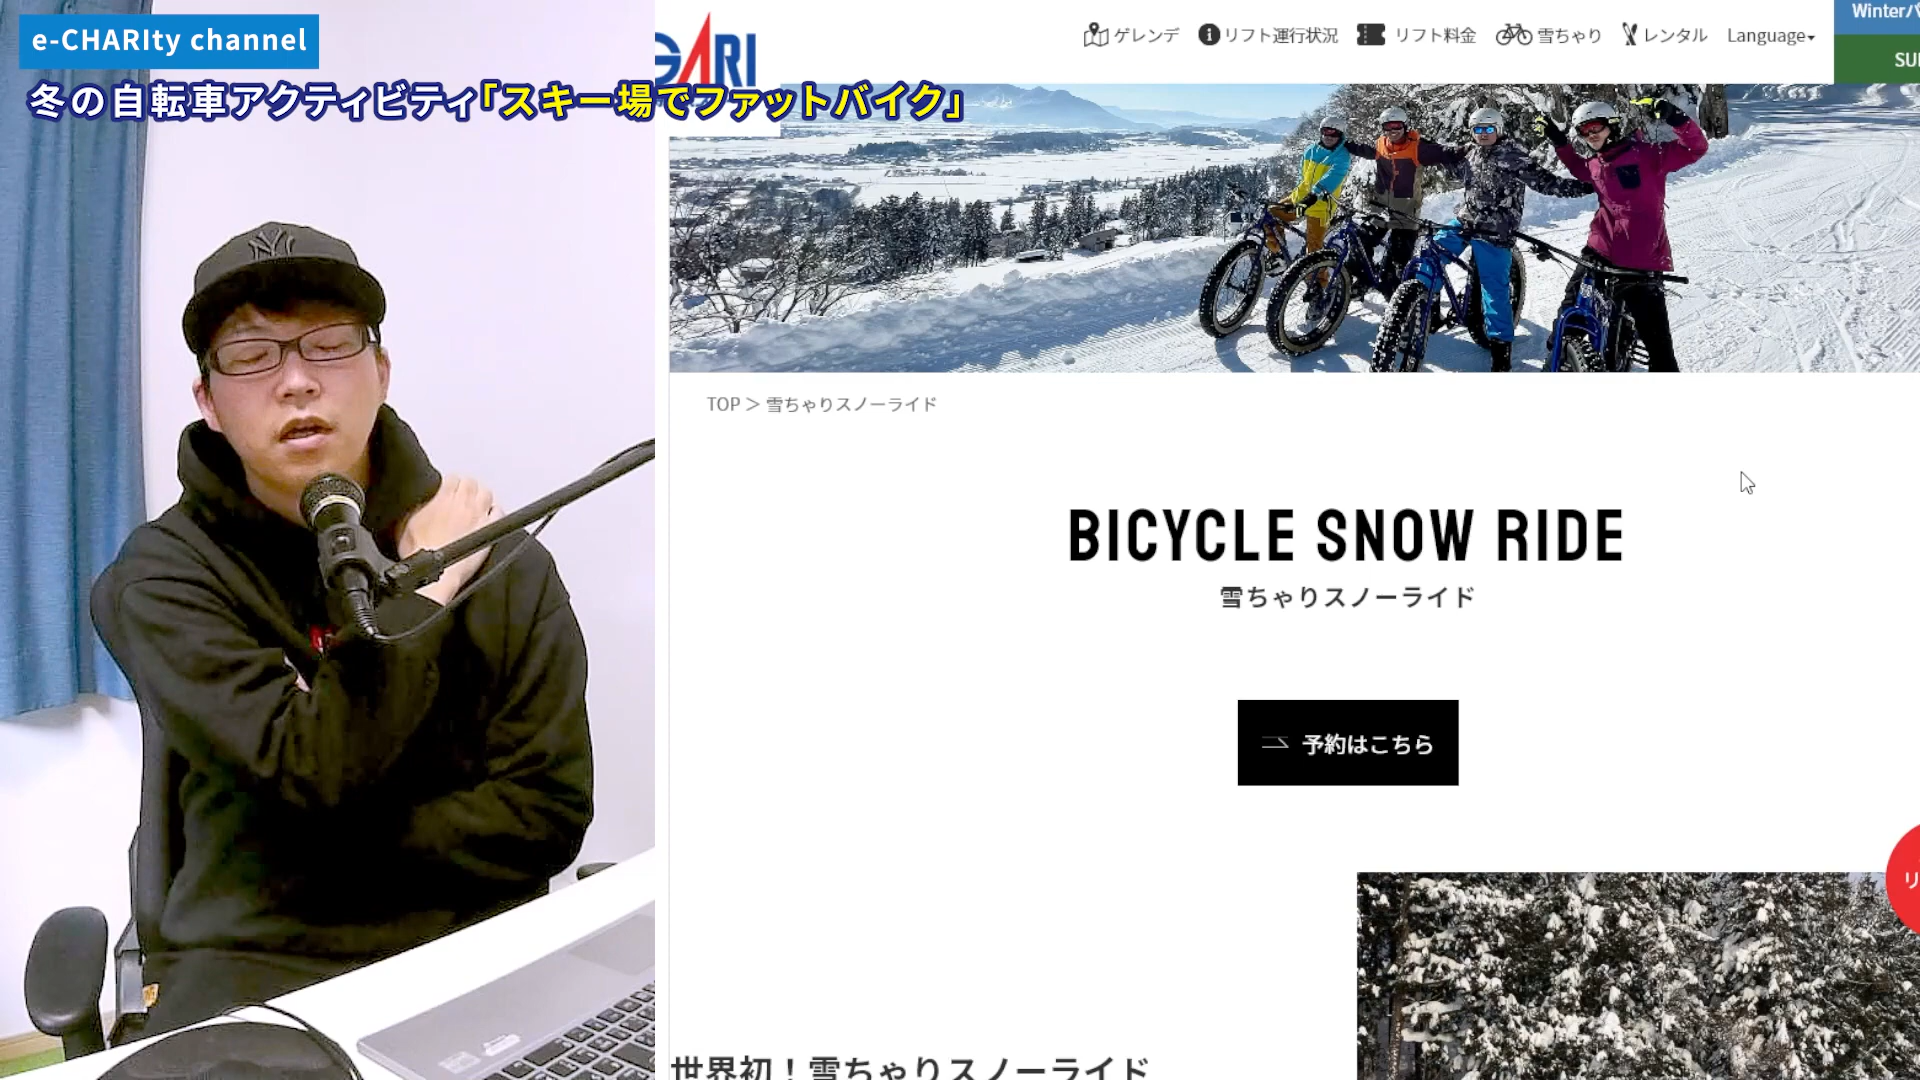 e-CHARIty channel
冬の自転車アクティビティ「スキー場でファットバイク」
GARI
ゲレンデ
リフト運行状況
リフト料金
雪ちゃり
レンタル
Language
TOP > 雪ちゃりスノーライド
BICYCLE SNOW RIDE
雪ちゃりスノーライド
予約はこちら
世界初！雪ちゃりスノーライド